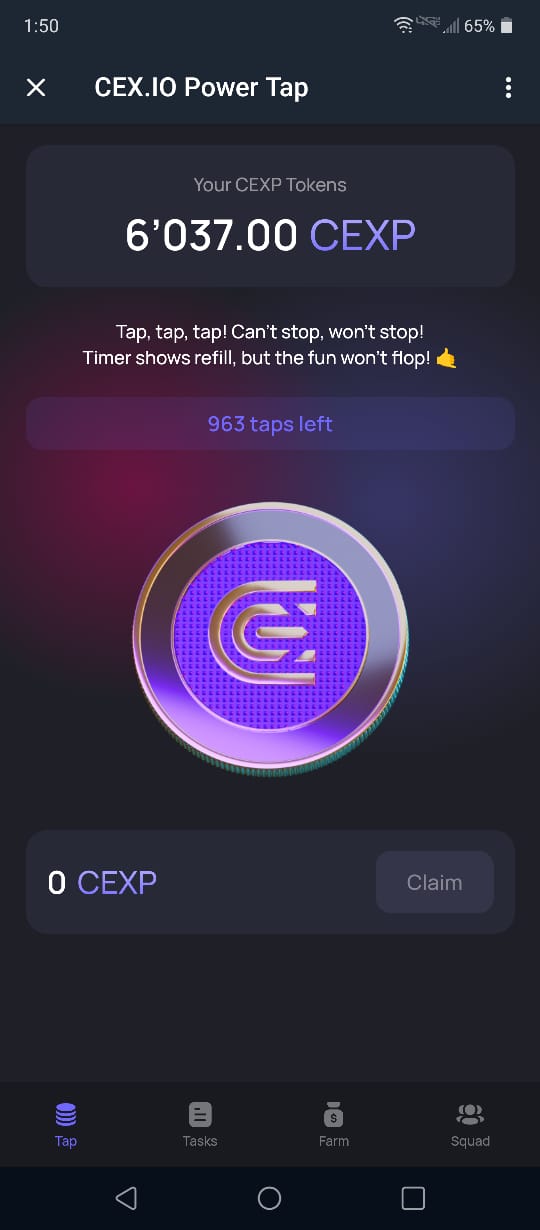 1:50
65%
CEX.IO Power Tap
Your CEXP Tokens
6’037.00 CEXP
Tap, tap, tap! Can’t stop, won’t stop!
Timer shows refill, but the fun won’t flop! 🤙
963 taps left
0 CEXP
Claim
Tap
Tasks
Farm
Squad